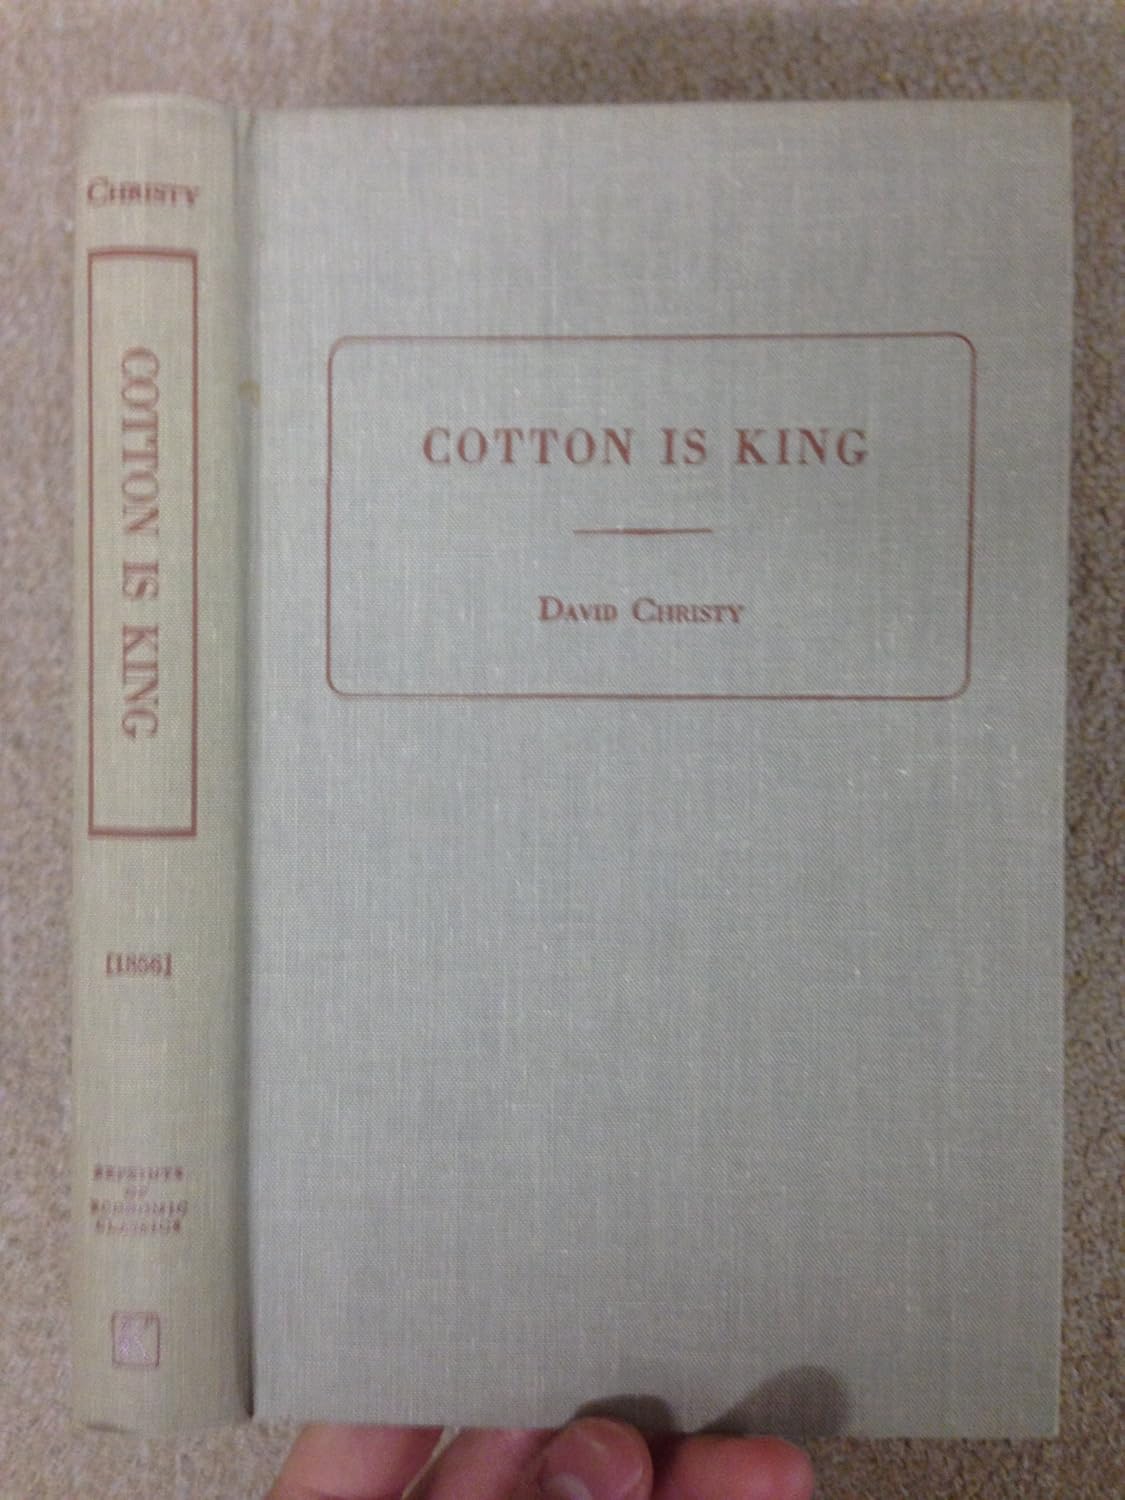 CHRISTY
COTTON IS KING
[1856]
REPRINTS
OF
ECONOMIC
CLASSICS
K
COTTON IS KING
DAVID CHRISTY